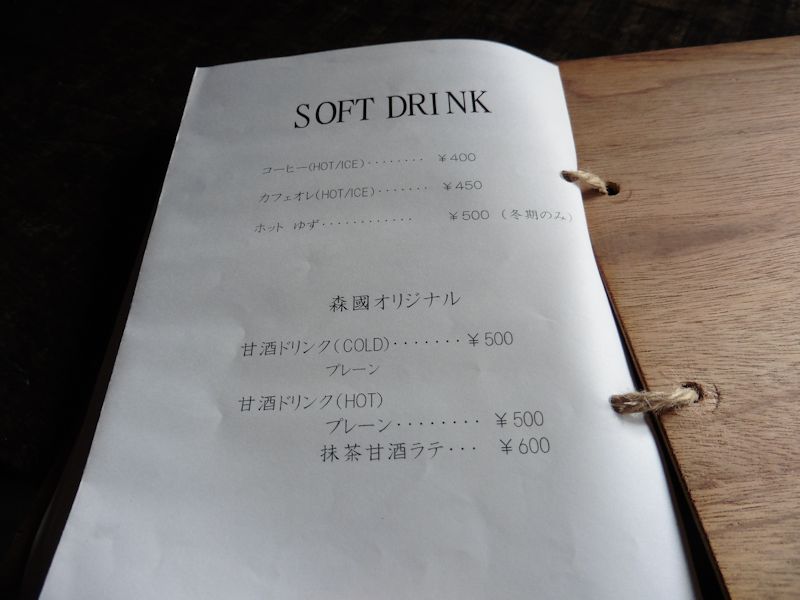 SOFT DRINK
コーヒー(HOT/ICE)········ ￥400
カフェオレ(HOT/ICE)······· ￥450
ホット ゆず············ ￥500 (冬期のみ)
森國オリジナル
甘酒ドリンク(COLD)·······￥500
プレーン
甘酒ドリンク(HOT)
プレーン········ ￥500
抹茶甘酒ラテ··· ￥600